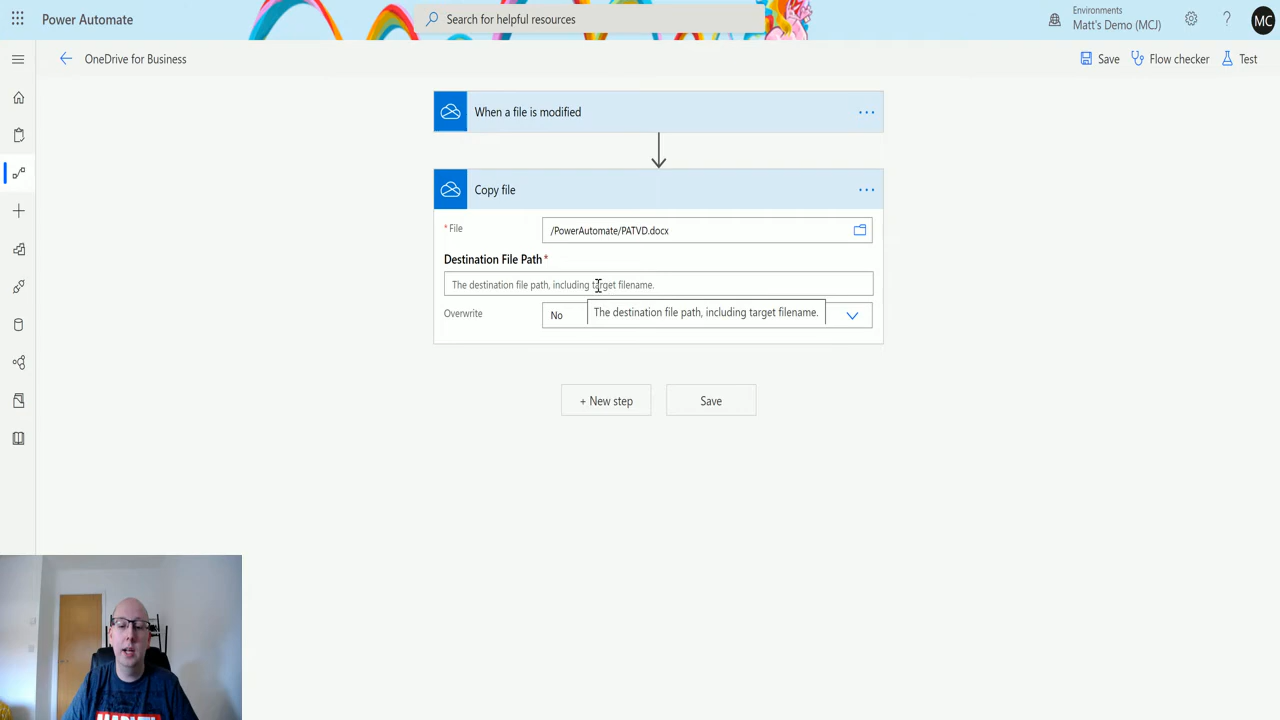 Power Automate
Search for helpful resources
Environments
Matt's Demo (MCJ)
MC
OneDrive for Business
Save
Flow checker
Test
When a file is modified
Copy file
* File
/PowerAutomate/PATVD.docx
Destination File Path *
The destination file path, including target filename.
Overwrite
No
The destination file path, including target filename.
+ New step
Save